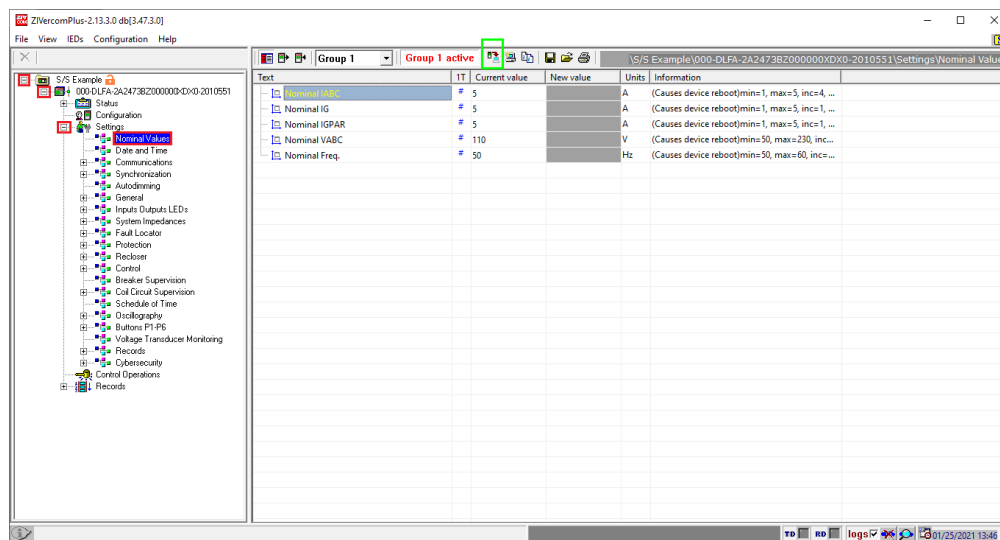 ZIVercomPlus-2.13.3.0 db[3.47.3.0]
File View IEDs Configuration Help
Group 1 Group 1 active \S/S Example\000-DLFA-2A2473BZ000000XDX0-2010551\Settings\Nominal Value
S/S Example
000-DLFA-2A2473BZ000000XDX0-2010551
Status
Configuration
Settings
Nominal Values
Date and Time
Communications
Synchronization
Autodimming
General
Inputs Outputs LEDs
System Impedances
Fault Locator
Protection
Recloser
Control
Breaker Supervision
Coil Circuit Supervision
Schedule of Time
Oscillography
Buttons P1-P6
Voltage Transducer Monitoring
Records
Cybersecurity
Control Operations
Records
Text 1T Current value New value Units Information
Nominal IABC # 5 A (Causes device reboot)min=1, max=5, inc=4, ...
Nominal IG # 5 A (Causes device reboot)min=1, max=5, inc=1, ...
Nominal IGPAR # 5 A (Causes device reboot)min=1, max=5, inc=1, ...
Nominal VABC # 110 V (Causes device reboot)min=50, max=230, inc...
Nominal Freq. # 50 Hz (Causes device reboot)min=50, max=60, inc=...
TD RD logs 01/25/2021 13:46